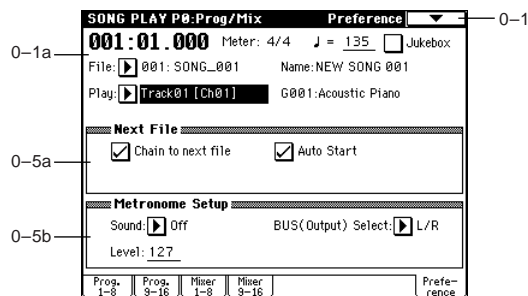 SONG PLAY P0:Prog/Mix Preference
0–1
001:01.000 Meter: 4/4 ♩= 135 Jukebox
0–1a
File: 001: SONG_001 Name:NEW SONG 001
Play: Track01 [Ch01] G001:Acoustic Piano
Next File
0–5a
Chain to next file Auto Start
Metronome Setup
0–5b
Sound: Off BUS(Output) Select: L/R
Level: 127
Prog. 1–8 Prog. 9–16 Mixer 1–8 Mixer 9–16 Prefe–rence